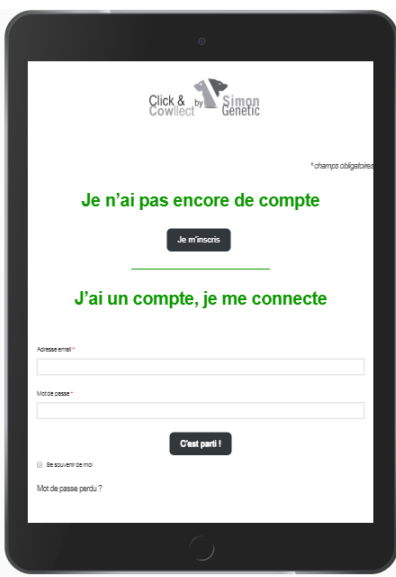 Click & by Simon
Cowllect Genetic
* champs obligatoires
Je n'ai pas encore de compte
Je m'inscris
J'ai un compte, je me connecte
Adresse email *
Mot de passe *
C'est parti !
Se souvenir de moi
Mot de passe perdu ?